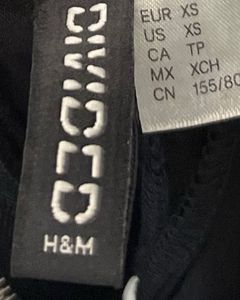 DIVIDED
H&M
EUR XS
US XS
CA TP
MX XCH
CN 155/80